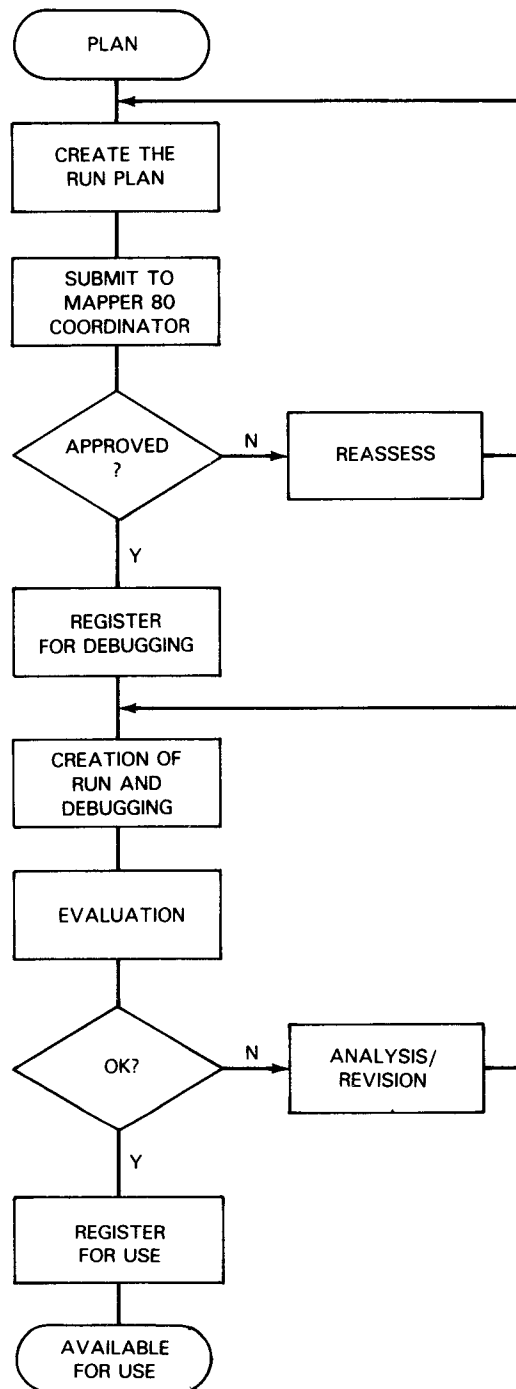 PLAN
CREATE THE
RUN PLAN
SUBMIT TO
MAPPER 80
COORDINATOR
APPROVED
?
N
REASSESS
Y
REGISTER
FOR DEBUGGING
CREATION OF
RUN AND
DEBUGGING
EVALUATION
OK?
N
ANALYSIS/
REVISION
Y
REGISTER
FOR USE
AVAILABLE
FOR USE